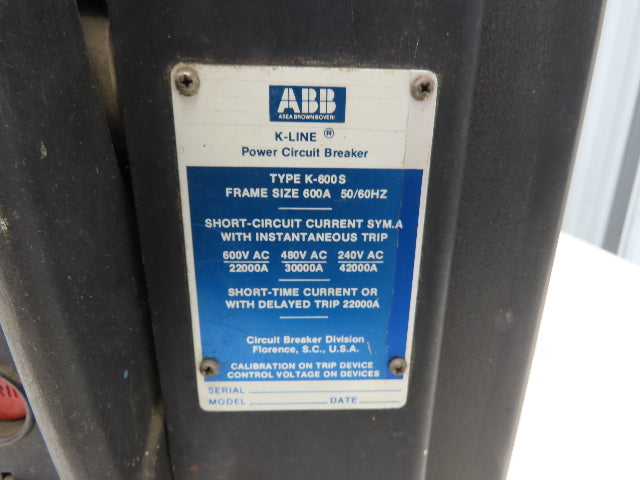 ABB
ASEA BROWN BOVERI
K-LINE ®
Power Circuit Breaker
TYPE K-600S
FRAME SIZE 600A 50/60HZ
SHORT-CIRCUIT CURRENT SYM.A
WITH INSTANTANEOUS TRIP
600V AC 480V AC 240V AC
22000A 30000A 42000A
SHORT-TIME CURRENT OR
WITH DELAYED TRIP 22000A
Circuit Breaker Division
Florence, S.C., U.S.A.
CALIBRATION ON TRIP DEVICE
CONTROL VOLTAGE ON DEVICES
SERIAL
MODEL DATE